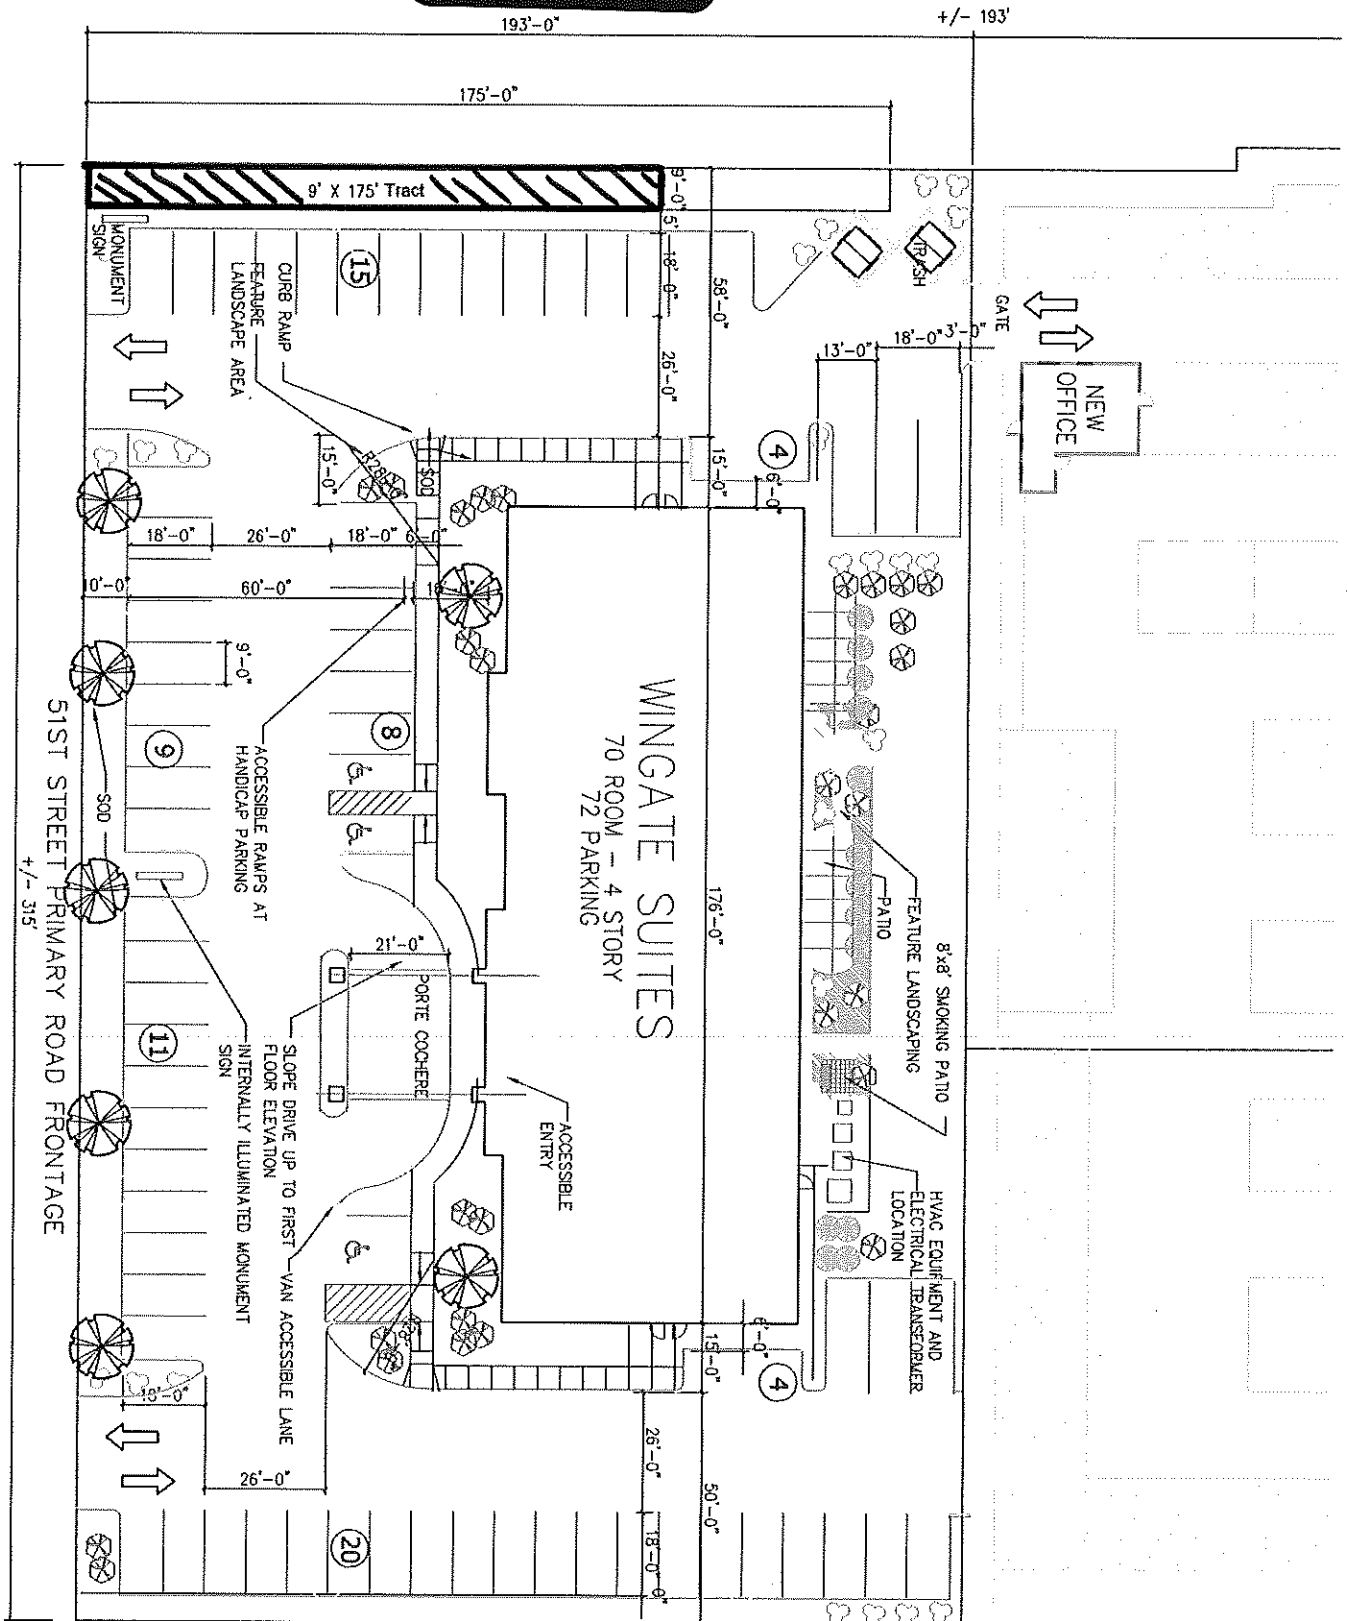 193'-0"
+/- 193'
175'-0"
9' X 175' Tract
9'-0"
5'
18'-0"
58'-0"
26'-0"
MONUMENT
SIGN
15
CURB RAMP
FEATURE
LANDSCAPE AREA
TRASH
GATE
18'-0"
3'-0"
13'-0"
NEW
OFFICE
4
15'-0"
6'-0"
15'-0"
SOD
18'-0"
26'-0"
18'-0"
6'-0"
10'-0"
60'-0"
9'-0"
8
9
ACCESSIBLE RAMPS AT
HANDICAP PARKING
SOD
WINGATE SUITES
70 ROOM - 4 STORY
72 PARKING
176'-0"
FEATURE LANDSCAPING
PATIO
8'x8' SMOKING PATIO
51ST STREET PRIMARY ROAD FRONTAGE
+/- 315'
21'-0"
PORTE COCHERE
11
INTERNALLY ILLUMINATED MONUMENT
SIGN
SLOPE DRIVE UP TO FIRST
FLOOR ELEVATION
VAN ACCESSIBLE LANE
ACCESSIBLE
ENTRY
HVAC EQUIPMENT AND
ELECTRICAL TRANSFORMER
LOCATION
6'-0"
15'-0"
4
18'-0"
26'-0"
26'-0"
50'-0"
18'-0"
20